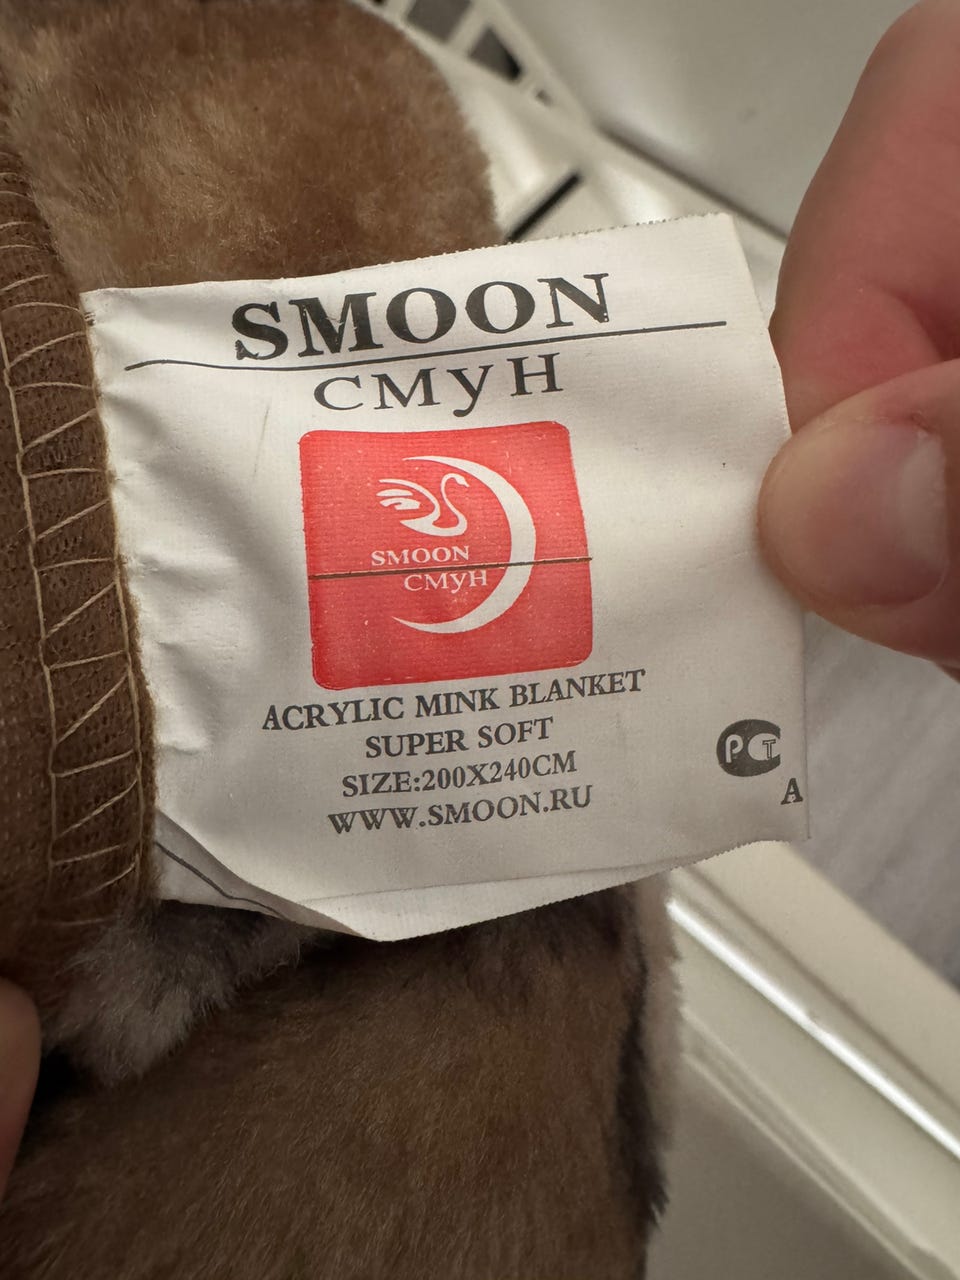 SMOON
СМуН
SMOON
СМуН
ACRYLIC MINK BLANKET
SUPER SOFT
SIZE:200X240CM
WWW.SMOON.RU
РСТ
A